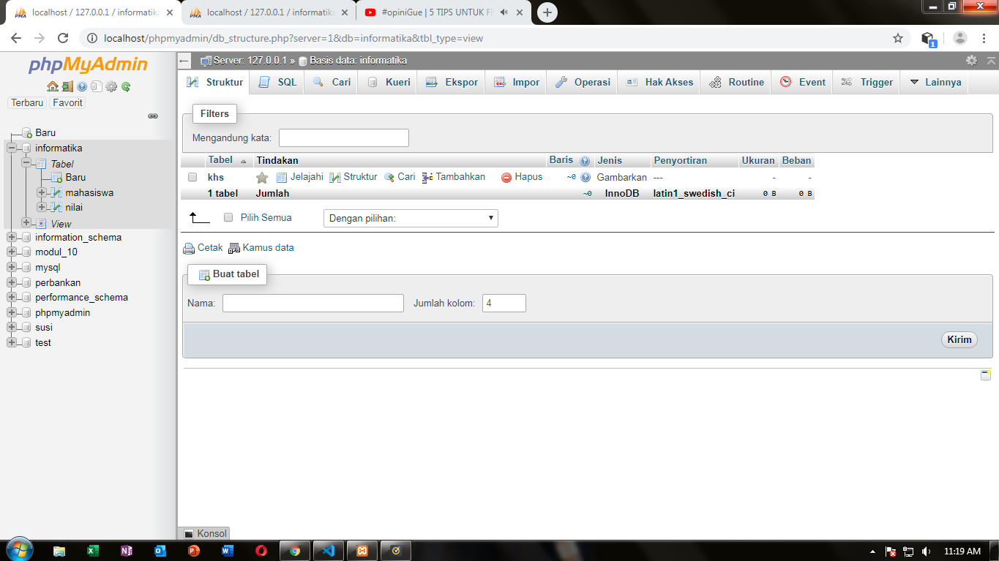 localhost / 127.0.0.1 / informatika
localhost / 127.0.0.1 / informatika
#opiniGue | 5 TIPS UNTUK FR
localhost/phpmyadmin/db_structure.php?server=1&db=informatika&tbl_type=view
1
phpMyAdmin
Terbaru Favorit
Baru
informatika
Tabel
Baru
mahasiswa
nilai
View
information_schema
modul_10
mysql
perbankan
performance_schema
phpmyadmin
susi
test
Server: 127.0.0.1 » Basis data: informatika
Struktur SQL Cari Kueri Ekspor Impor Operasi Hak Akses Routine Event Trigger Lainnya
Filters
Mengandung kata:
Tabel Tindakan Baris Jenis Penyortiran Ukuran Beban
khs Jelajahi Struktur Cari Tambahkan Hapus ~0 Gambarkan --- - -
1 tabel Jumlah ~0 InnoDB latin1_swedish_ci 0 B 0 B
Pilih Semua Dengan pilihan:
Cetak Kamus data
Buat tabel
Nama: Jumlah kolom: 4
Kirim
Konsol
11:19 AM